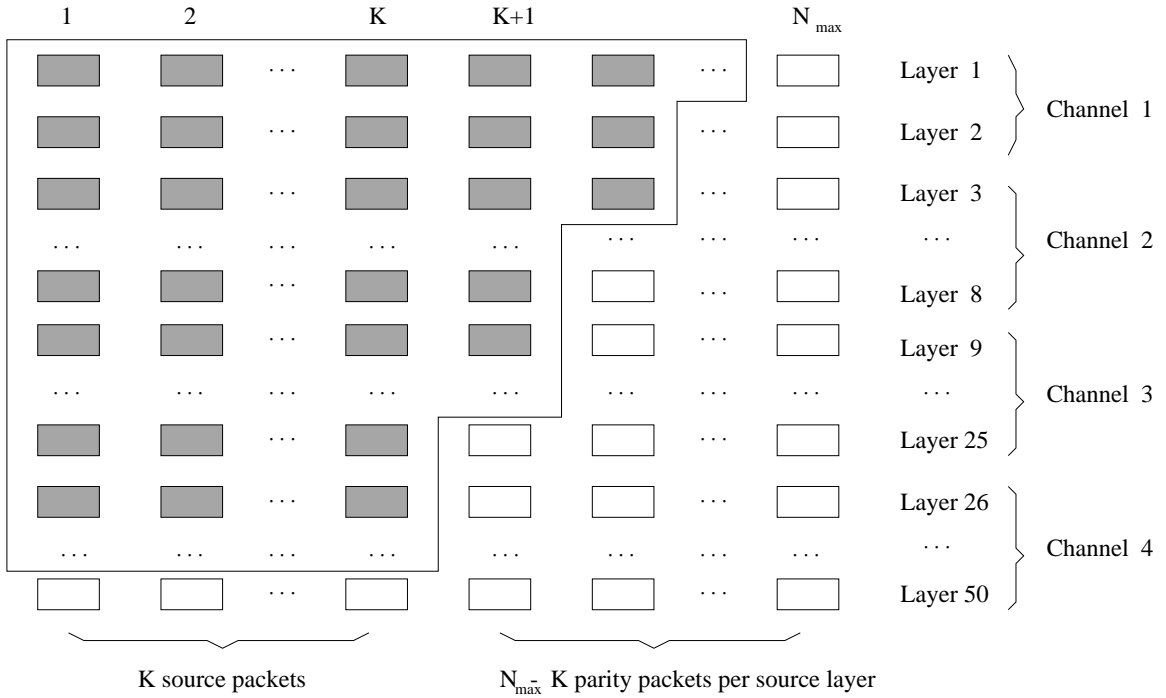 1 2 K K+1 N max
... ... Layer 1
Channel 1
... ... Layer 2
... ... Layer 3
... ... ... ... ... ... ... ...
Channel 2
... ... Layer 8
... ... Layer 9
... ... ... ... ... ... ... ...
Channel 3
... ... Layer 25
... ... Layer 26
... ... ... ... ... ... ... ...
Channel 4
... ... Layer 50
K source packets
N max - K parity packets per source layer